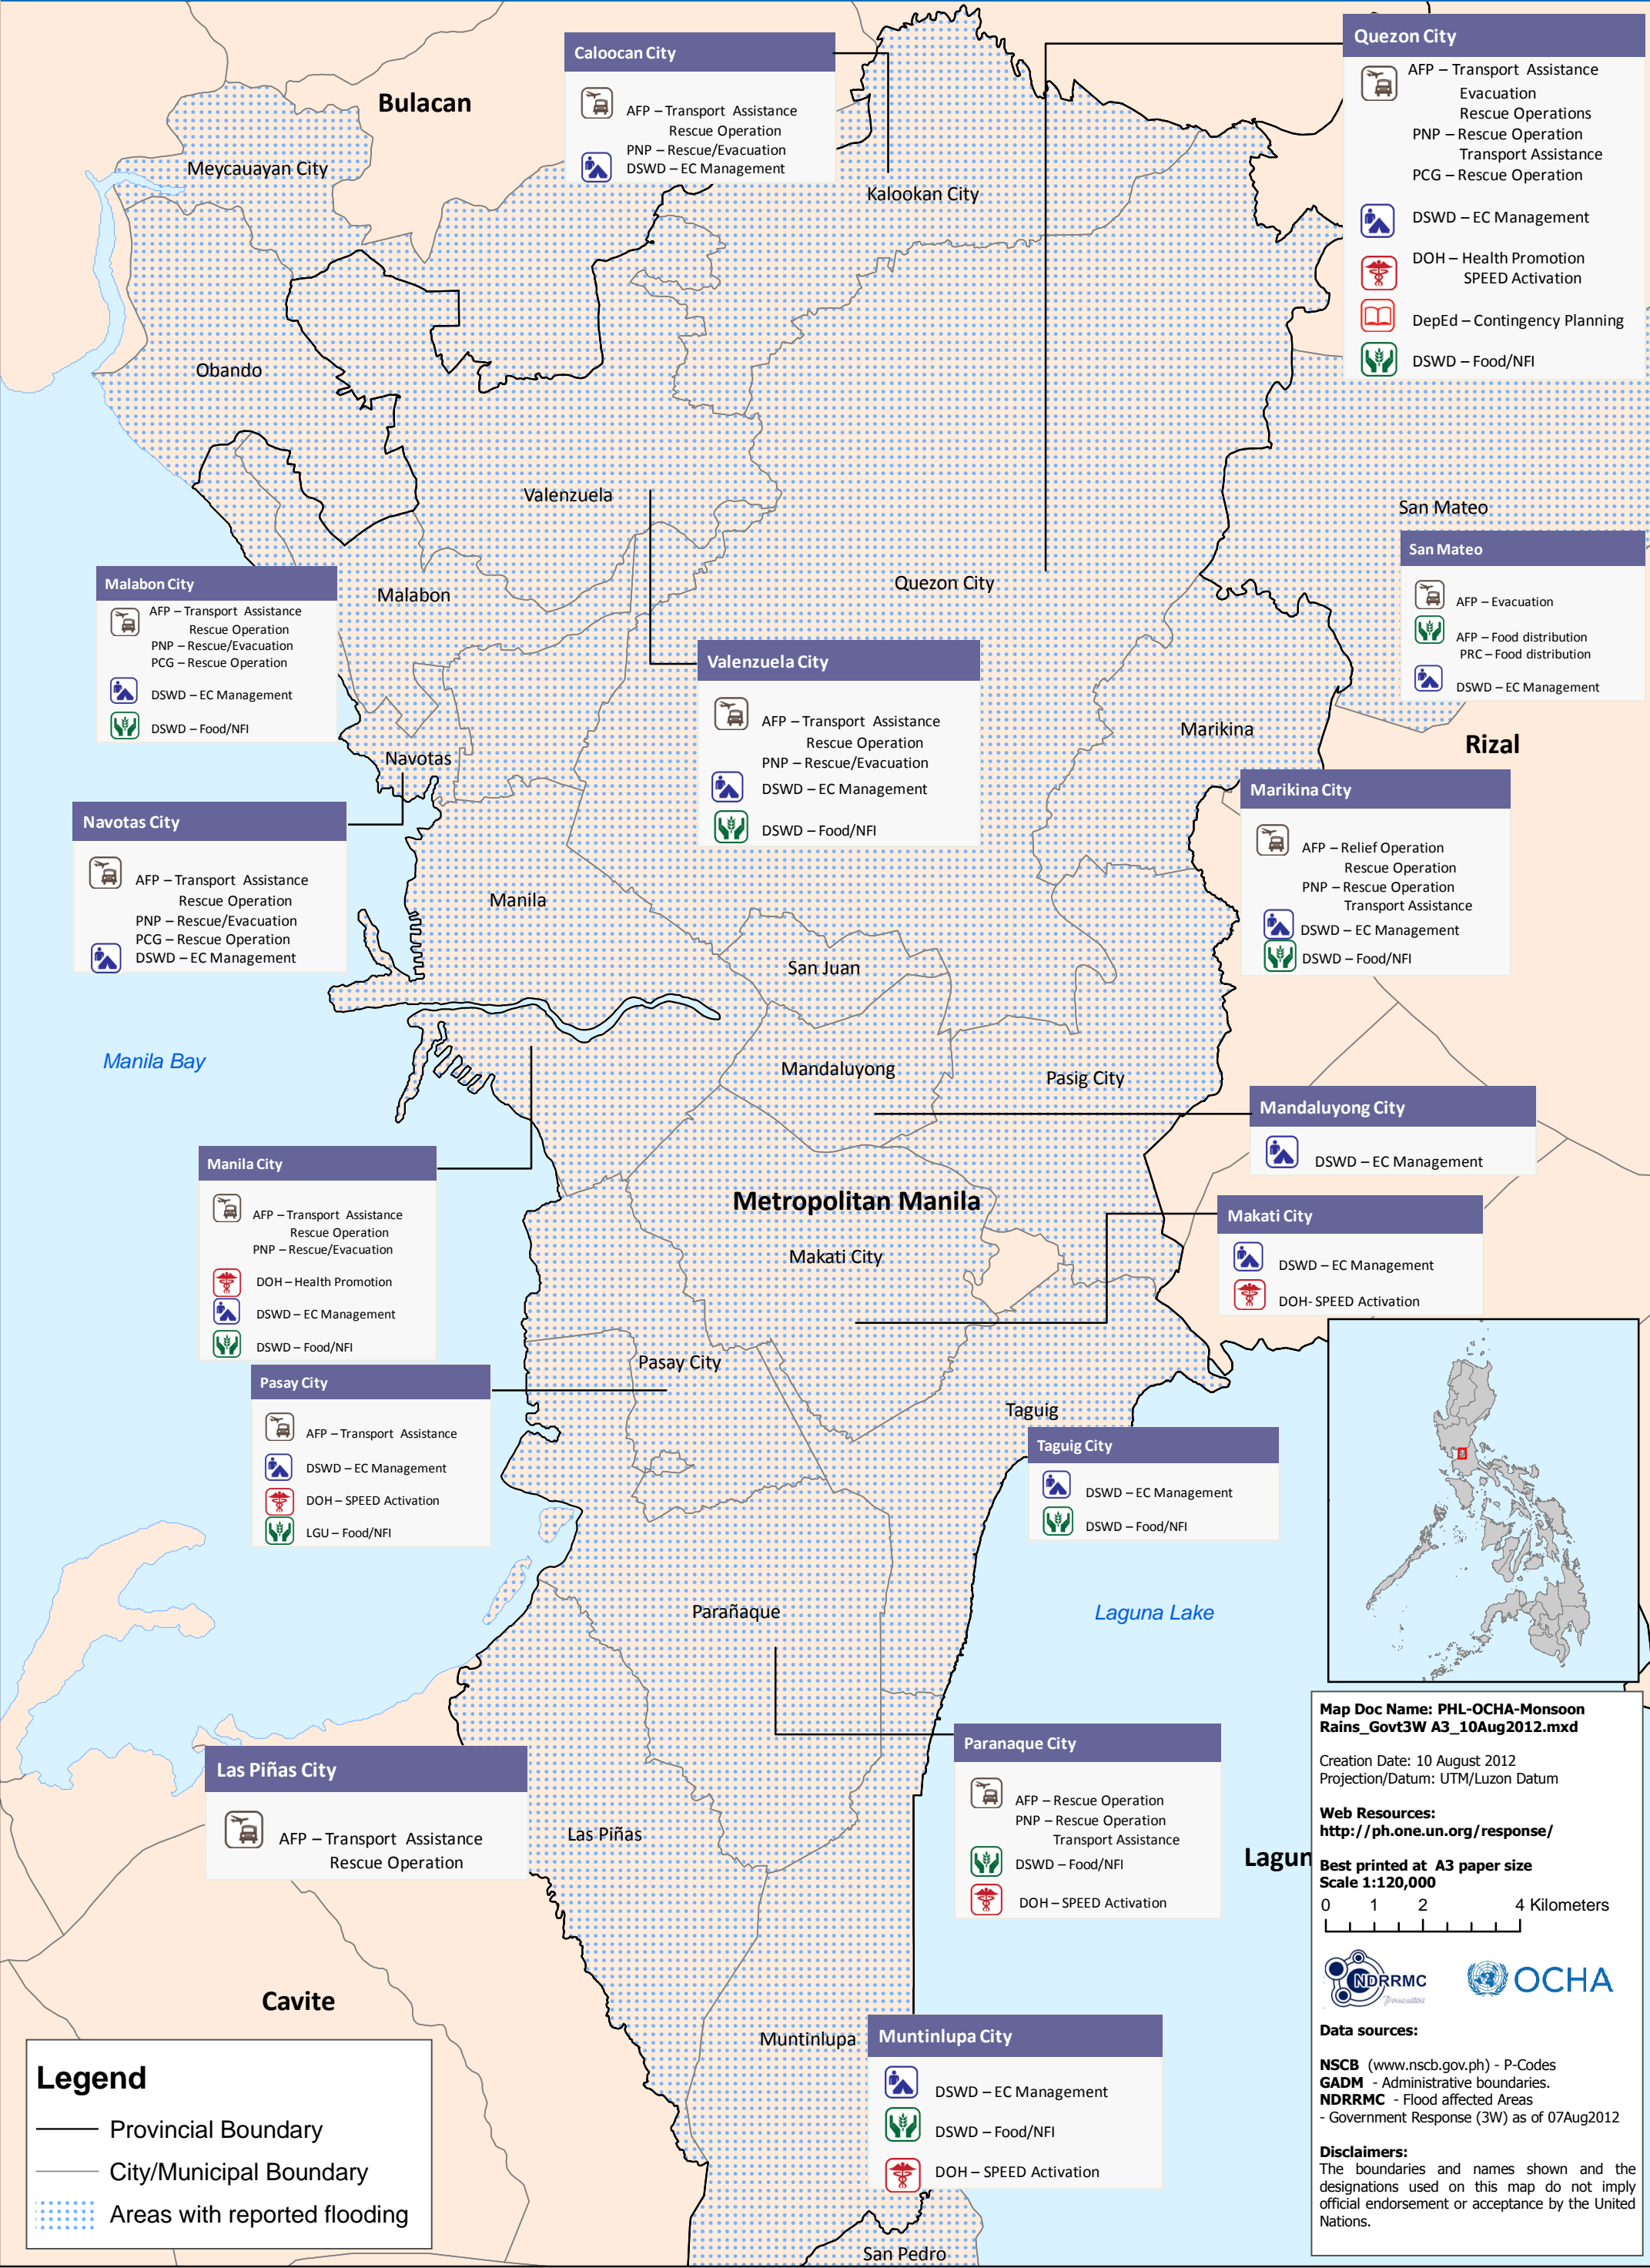 Bulacan
Meycauayan City
Caloocan City
AFP – Transport Assistance
Rescue Operation
PNP – Rescue/Evacuation
DSWD – EC Management
Kalookan City
Quezon City
AFP – Transport Assistance
Evacuation
Rescue Operations
PNP – Rescue Operation
Transport Assistance
PCG – Rescue Operation
DSWD – EC Management
DOH – Health Promotion
SPEED Activation
DepEd – Contingency Planning
DSWD – Food/NFI
Obando
Valenzuela
San Mateo
San Mateo
AFP – Evacuation
AFP – Food distribution
PRC – Food distribution
DSWD – EC Management
Quezon City
Malabon
Malabon City
AFP – Transport Assistance
Rescue Operation
PNP – Rescue/Evacuation
PCG – Rescue Operation
DSWD – EC Management
DSWD – Food/NFI
Valenzuela City
AFP – Transport Assistance
Rescue Operation
PNP – Rescue/Evacuation
DSWD – EC Management
DSWD – Food/NFI
Marikina
Rizal
Navotas
Navotas City
AFP – Transport Assistance
Rescue Operation
PNP – Rescue/Evacuation
PCG – Rescue Operation
DSWD – EC Management
Marikina City
AFP – Relief Operation
Rescue Operation
PNP – Rescue Operation
Transport Assistance
DSWD – EC Management
DSWD – Food/NFI
Manila
San Juan
Manila Bay
Mandaluyong
Pasig City
Mandaluyong City
DSWD – EC Management
Manila City
AFP – Transport Assistance
Rescue Operation
PNP – Rescue/Evacuation
DOH – Health Promotion
DSWD – EC Management
DSWD – Food/NFI
Metropolitan Manila
Makati City
Makati City
DSWD – EC Management
DOH- SPEED Activation
Pasay City
Pasay City
AFP – Transport Assistance
DSWD – EC Management
DOH – SPEED Activation
LGU – Food/NFI
Taguig
Taguig City
DSWD – EC Management
DSWD – Food/NFI
Parañaque
Laguna Lake
Paranaque City
AFP – Rescue Operation
PNP – Rescue Operation
Transport Assistance
DSWD – Food/NFI
DOH – SPEED Activation
Las Piñas City
AFP – Transport Assistance
Rescue Operation
Las Piñas
Lagun
Cavite
Muntinlupa
Muntinlupa City
DSWD – EC Management
DSWD – Food/NFI
DOH – SPEED Activation
San Pedro
Legend
Provincial Boundary
City/Municipal Boundary
Areas with reported flooding
Map Doc Name: PHL-OCHA-Monsoon
Rains_Govt3W A3_10Aug2012.mxd
Creation Date: 10 August 2012
Projection/Datum: UTM/Luzon Datum
Web Resources:
http://ph.one.un.org/response/
Best printed at A3 paper size
Scale 1:120,000
0 1 2 4 Kilometers
NDRRMC
OCHA
Data sources:
NSCB (www.nscb.gov.ph) - P-Codes
GADM - Administrative boundaries.
NDRRMC - Flood affected Areas
- Government Response (3W) as of 07Aug2012
Disclaimers:
The boundaries and names shown and the
designations used on this map do not imply
official endorsement or acceptance by the United
Nations.